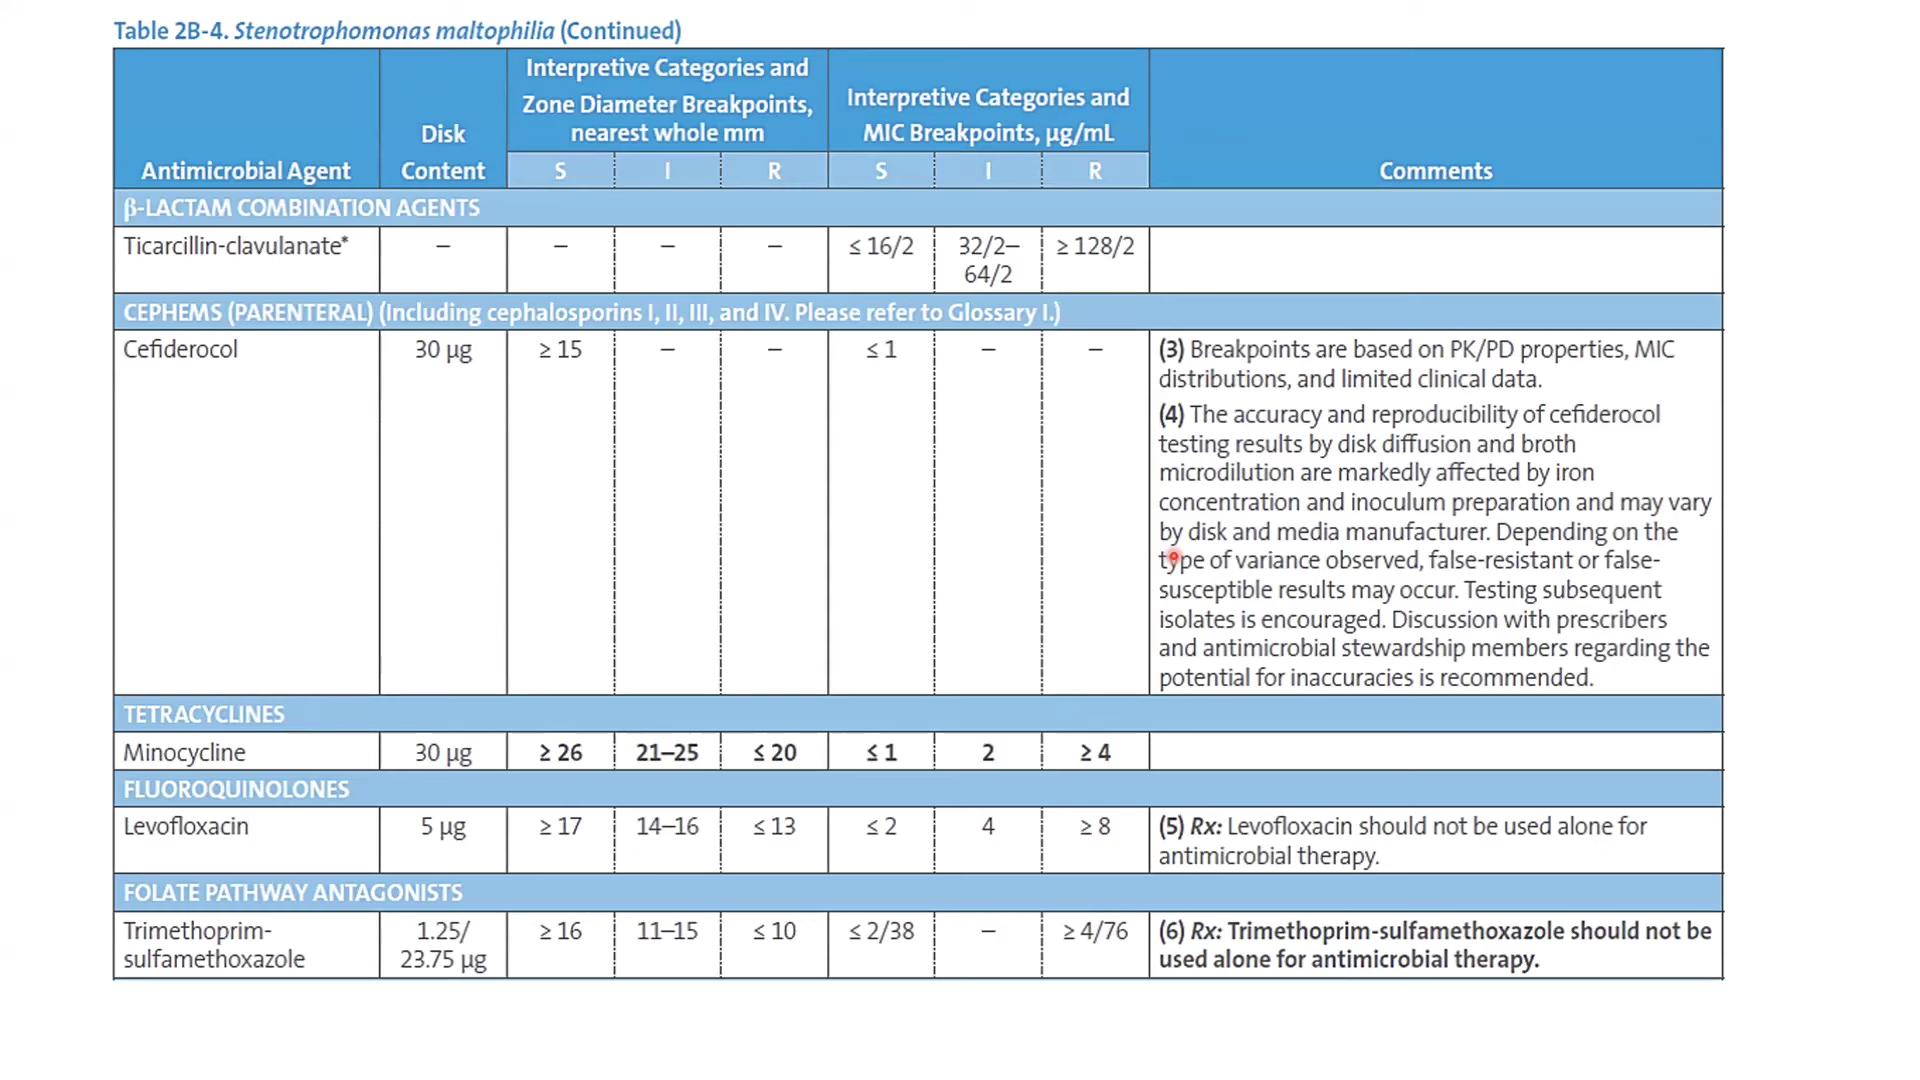 Table 2B-4. Stenotrophomonas maltophilia (Continued)
Antimicrobial Agent
Disk
Content
Interpretive Categories and
Zone Diameter Breakpoints,
nearest whole mm
S I R
Interpretive Categories and
MIC Breakpoints, µg/mL
S I R
Comments
β-LACTAM COMBINATION AGENTS
Ticarcillin-clavulanate* – – – – ≤ 16/2 32/2– ≥ 128/2
64/2
CEPHEMS (PARENTERAL) (Including cephalosporins I, II, III, and IV. Please refer to Glossary I.)
Cefiderocol 30 µg ≥ 15 – – ≤ 1 – –
(3) Breakpoints are based on PK/PD properties, MIC
distributions, and limited clinical data.
(4) The accuracy and reproducibility of cefiderocol
testing results by disk diffusion and broth
microdilution are markedly affected by iron
concentration and inoculum preparation and may vary
by disk and media manufacturer. Depending on the
type of variance observed, false-resistant or false-
susceptible results may occur. Testing subsequent
isolates is encouraged. Discussion with prescribers
and antimicrobial stewardship members regarding the
potential for inaccuracies is recommended.
TETRACYCLINES
Minocycline 30 µg ≥ 26 21–25 ≤ 20 ≤ 1 2 ≥ 4
FLUOROQUINOLONES
Levofloxacin 5 µg ≥ 17 14–16 ≤ 13 ≤ 2 4 ≥ 8
(5) Rx: Levofloxacin should not be used alone for
antimicrobial therapy.
FOLATE PATHWAY ANTAGONISTS
Trimethoprim-
sulfamethoxazole
1.25/
23.75 µg
≥ 16 11–15 ≤ 10 ≤ 2/38 – ≥ 4/76
(6) Rx: Trimethoprim-sulfamethoxazole should not be
used alone for antimicrobial therapy.